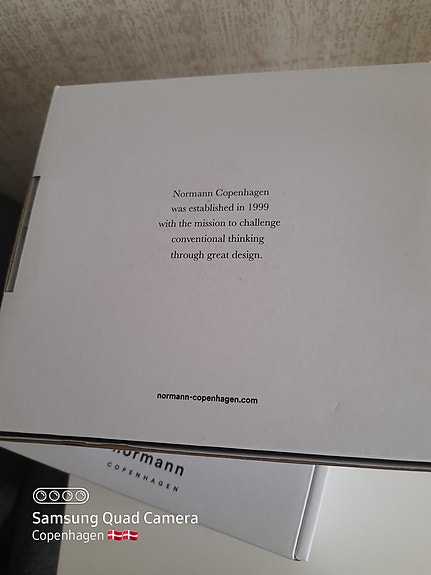 Normann Copenhagen
was established in 1999
with the mission to challenge
conventional thinking
through great design.
normann-copenhagen.com
normann
COPENHAGEN
Samsung Quad Camera
Copenhagen 🇩🇰🇩🇰